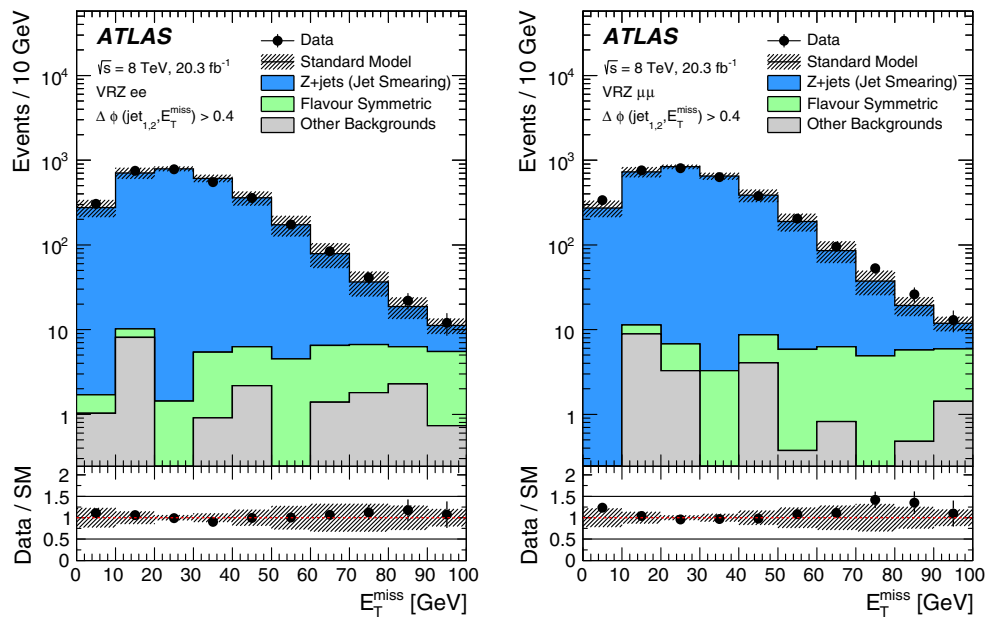 Events / 10 GeV
ATLAS
√s = 8 TeV, 20.3 fb⁻¹
VRZ ee
Δ ϕ (jet₁,₂,E_T^miss) > 0.4
Data
Standard Model
Z+jets (Jet Smearing)
Flavour Symmetric
Other Backgrounds
10⁴
10³
10²
10
1
Data / SM
2
1.5
1
0.5
0
0 10 20 30 40 50 60 70 80 90 100
E_T^miss [GeV]
Events / 10 GeV
ATLAS
√s = 8 TeV, 20.3 fb⁻¹
VRZ μμ
Δ ϕ (jet₁,₂,E_T^miss) > 0.4
Data
Standard Model
Z+jets (Jet Smearing)
Flavour Symmetric
Other Backgrounds
10⁴
10³
10²
10
1
Data / SM
2
1.5
1
0.5
0
0 10 20 30 40 50 60 70 80 90 100
E_T^miss [GeV]